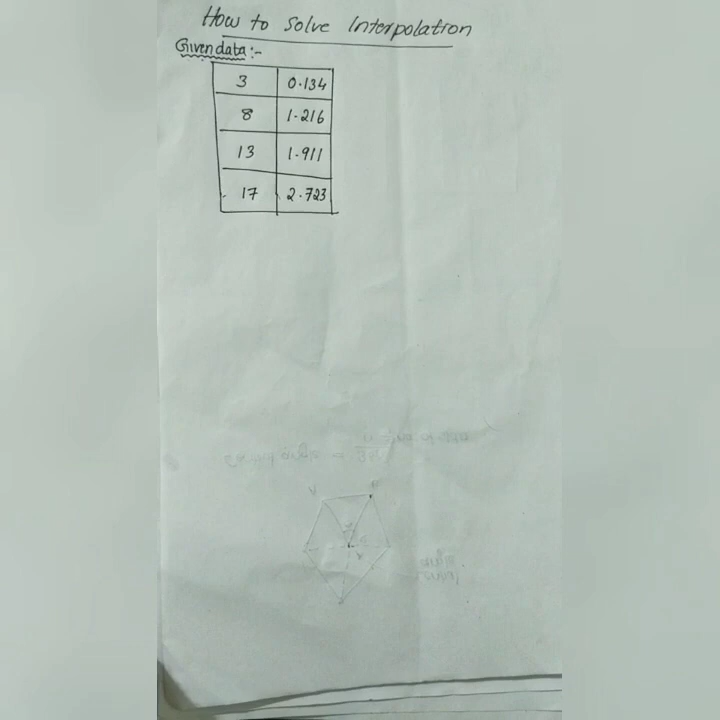 How to Solve Interpolation
Given data :-
3 0.134
8 1.216
13 1.911
17 2.723